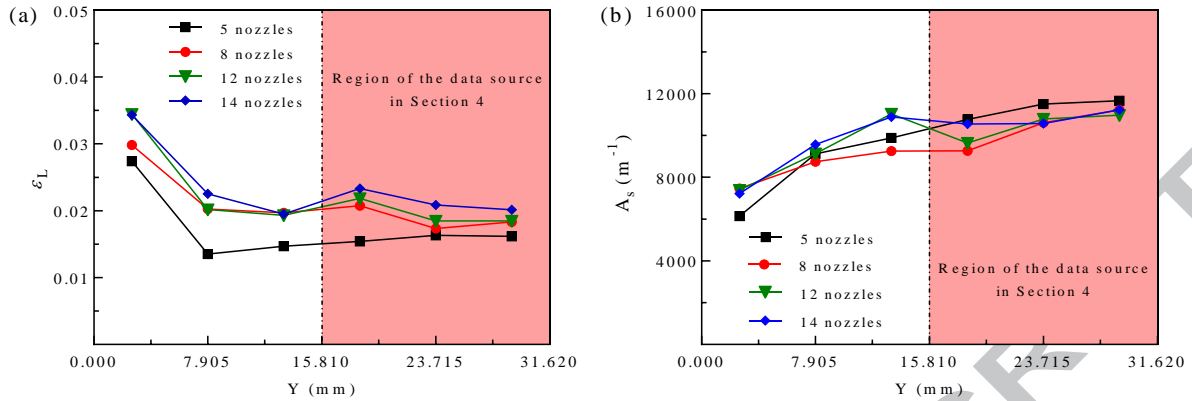 (a)
0.05
0.04
0.03
0.02
0.01
εL
5 nozzles
8 nozzles
12 nozzles
14 nozzles
Region of the data source
in Section 4
0.000
7.905
15.810
23.715
31.620
Y (mm)
(b)
16000
12000
8000
4000
As (m-1)
5 nozzles
8 nozzles
12 nozzles
14 nozzles
Region of the data source
in Section 4
0.000
7.905
15.810
23.715
31.620
Y (mm)